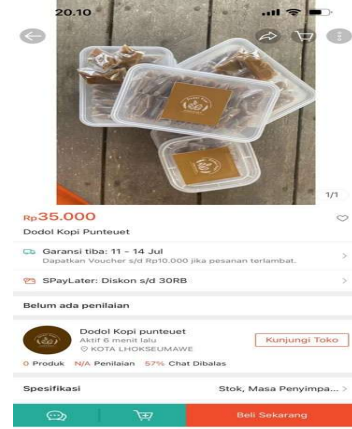 20.10
1/1
Rp35.000
Dodol Kopi Punteuet
Garansi tiba: 11 - 14 Jul
Dapatkan Voucher s/d Rp10.000 jika pesanan terlambat.
SPayLater: Diskon s/d 30RB
Belum ada penilaian
Dodol Kopi punteuet
Aktif 6 menit lalu
KOTA LHOKSEUMAWE
Kunjungi Toko
0 Produk N/A Penilaian 57% Chat Dibalas
Spesifikasi
Stok, Masa Penyimpa...
Beli Sekarang